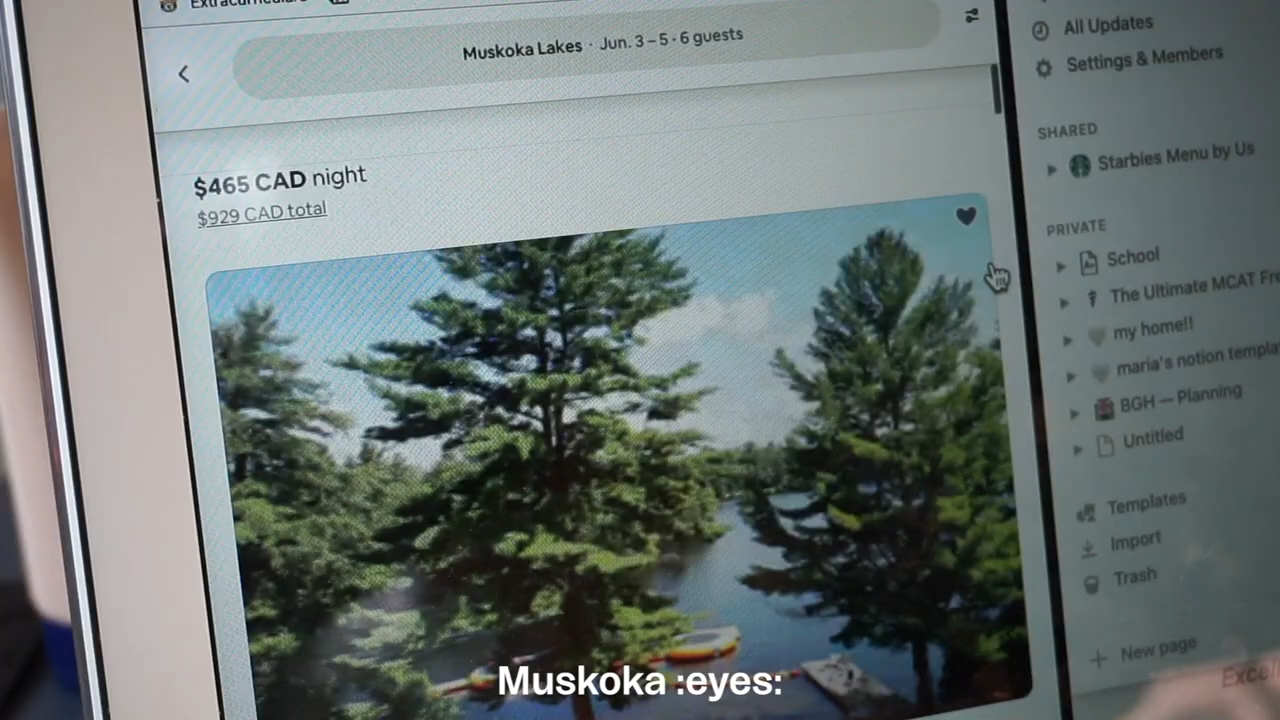 Extracurriculars
Muskoka Lakes · Jun. 3 – 5 · 6 guests
$465 CAD night
$929 CAD total
All Updates
Settings & Members
SHARED
Starbies Menu by Us
PRIVATE
School
The Ultimate MCAT Fr
my home!!
maria's notion templa
BGH — Planning
Untitled
Templates
Import
Trash
New page
Muskoka :eyes: